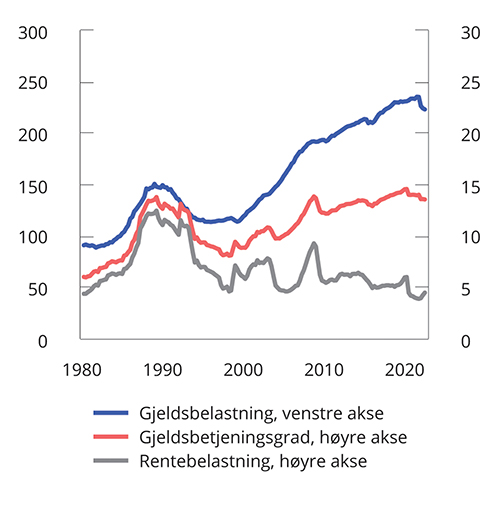 300 30
250 25
200 20
150 15
100 10
50 5
0 0
1980 1990 2000 2010 2020
Gjeldsbelastning, venstre akse
Gjeldsbetjeningsgrad, høyre akse
Rentebelastning, høyre akse